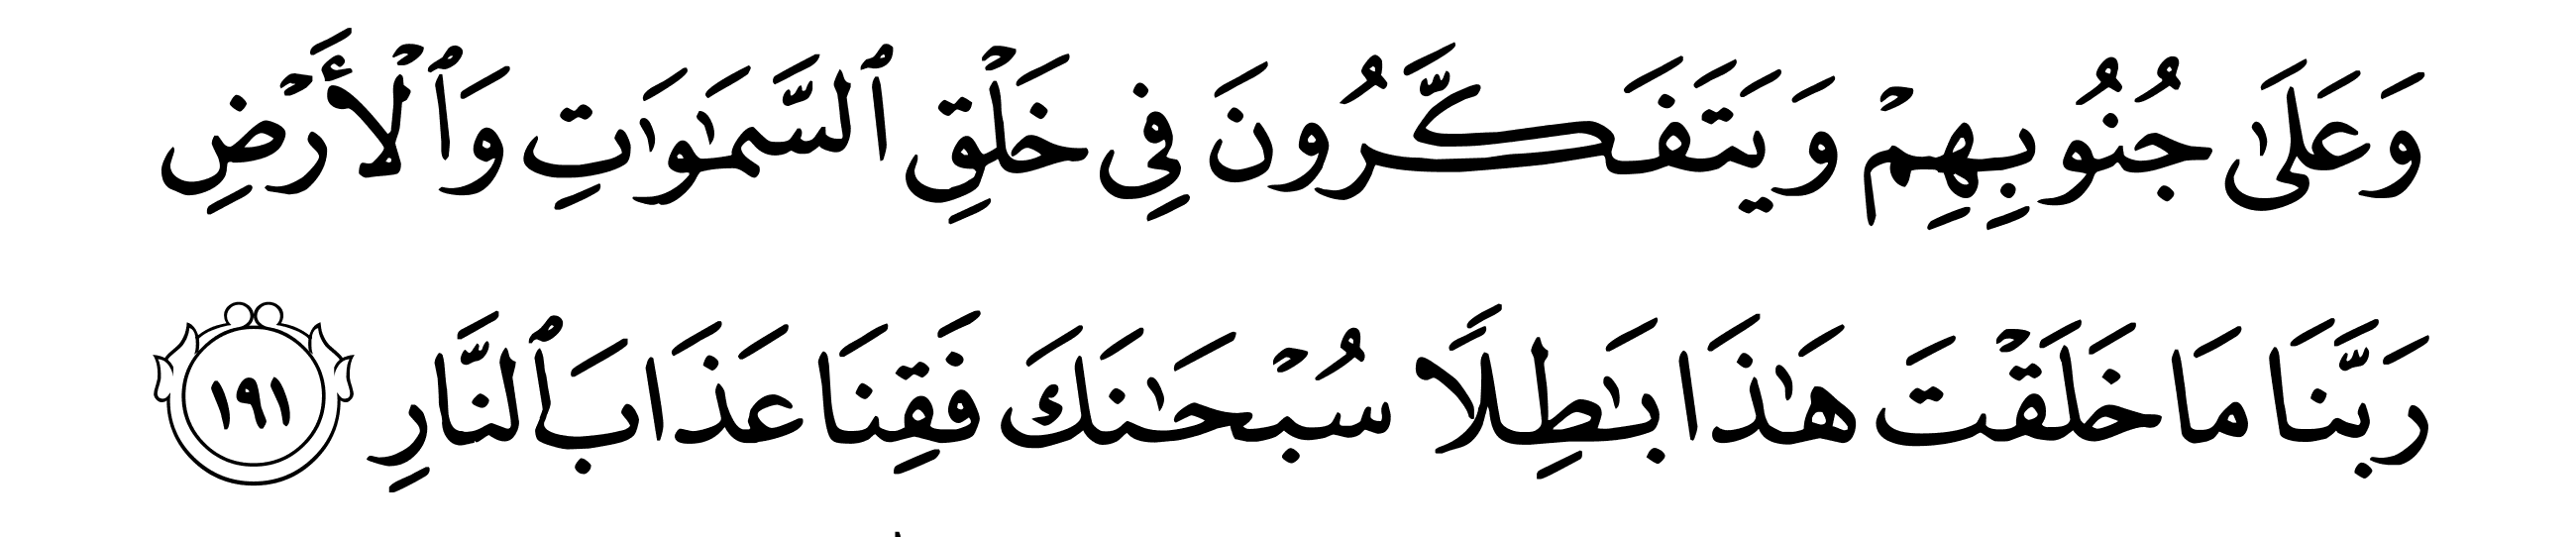 وَعَلَىٰ جُنُوبِهِمْ وَيَتَفَكَّرُونَ فِى خَلْقِ ٱلسَّمَـٰوَٰتِ وَٱلْأَرْضِ
رَبَّنَا مَا خَلَقْتَ هَـٰذَا بَـٰطِلًا سُبْحَـٰنَكَ فَقِنَا عَذَابَ ٱلنَّارِ ١٩١